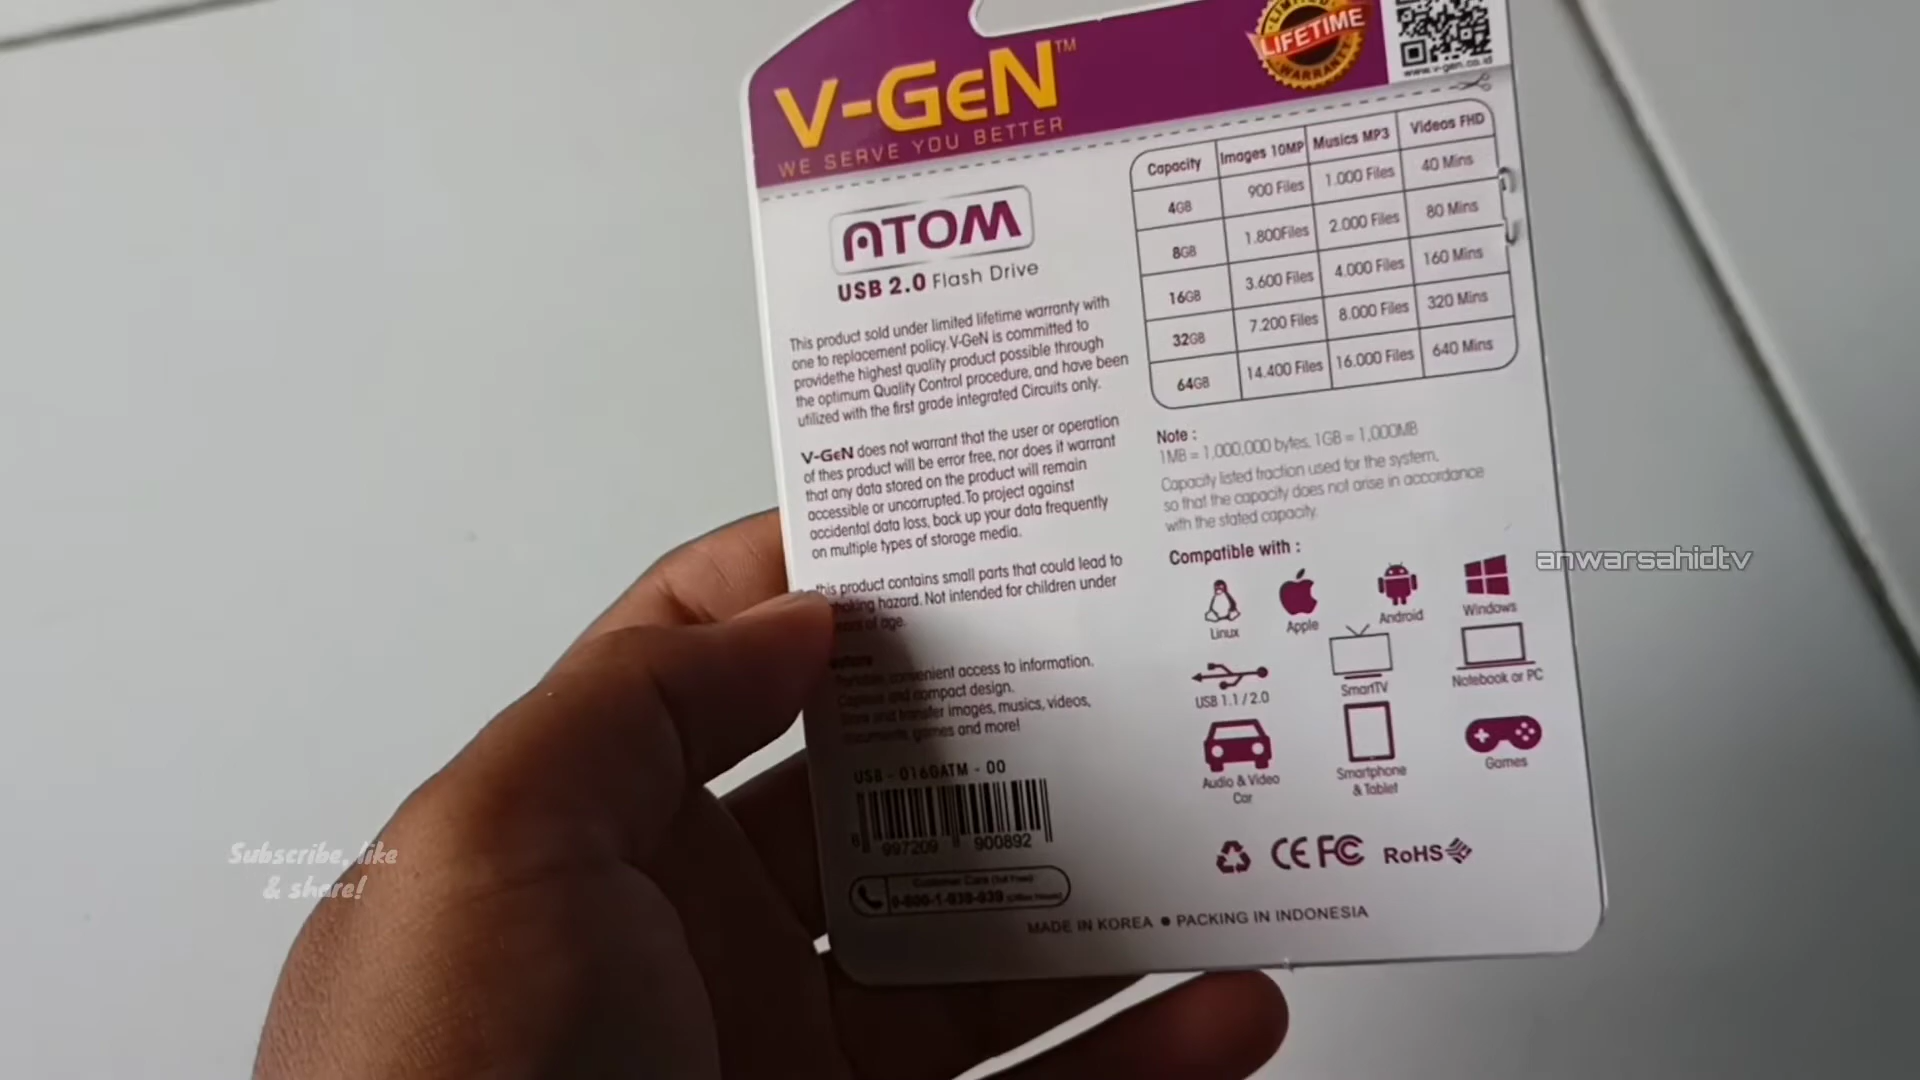 V-GeN™
WE SERVE YOU BETTER
LIMITED
LIFETIME
WARRANTY
www.v-gen.co.id
ATOM
USB 2.0 Flash Drive
This product sold under limited lifetime warranty with
one to replacement policy. V-GeN is committed to
providethe highest quality product possible through
the optimum Quality Control procedure, and have been
utilized with the first grade integrated Circuits only.
V-GeN does not warrant that the user or operation
of thes product will be error free, nor does it warrant
that any data stored on the product will remain
accessible or uncorrupted. To project against
accidental data loss, back up your data frequently
on multiple types of storage media.
this product contains small parts that could lead to
hazard. Not intended for children under
of age.
convenient access to information.
and compact design.
and transfer images, musics, videos,
documents, games and more!
USB - 016GATM - 00
8 997209 900892
Customer Care (Toll Free)
MADE IN KOREA ● PACKING IN INDONESIA
Capacity Images 10MP Musics MP3 Videos FHD
4GB 900 Files 1.000 Files 40 Mins
8GB 1.800Files 2.000 Files 80 Mins
16GB 3.600 Files 4.000 Files 160 Mins
32GB 7.200 Files 8.000 Files 320 Mins
64GB 14.400 Files 16.000 Files 640 Mins
Note :
1MB = 1,000,000 bytes, 1GB = 1,000MB
Capacity listed fraction used for the system,
so that the capacity does not arise in accordance
with the stated capacity.
Compatible with :
Linux Apple Android Windows
USB 1.1 / 2.0 SmartTV Notebook or PC
Audio & Video
Car
Smartphone
& Tablet
Games
CE FC RoHS
anwarsahidtv
Subscribe, like
& share!